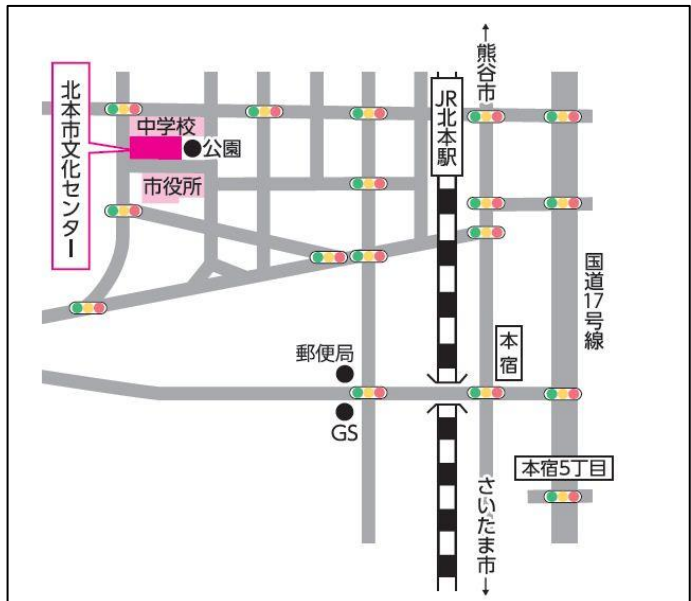 ↑熊谷市
北本市文化センター
中学校
公園
市役所
JR北本駅
国道17号線
郵便局
本宿
GS
本宿5丁目
さいたま市↓